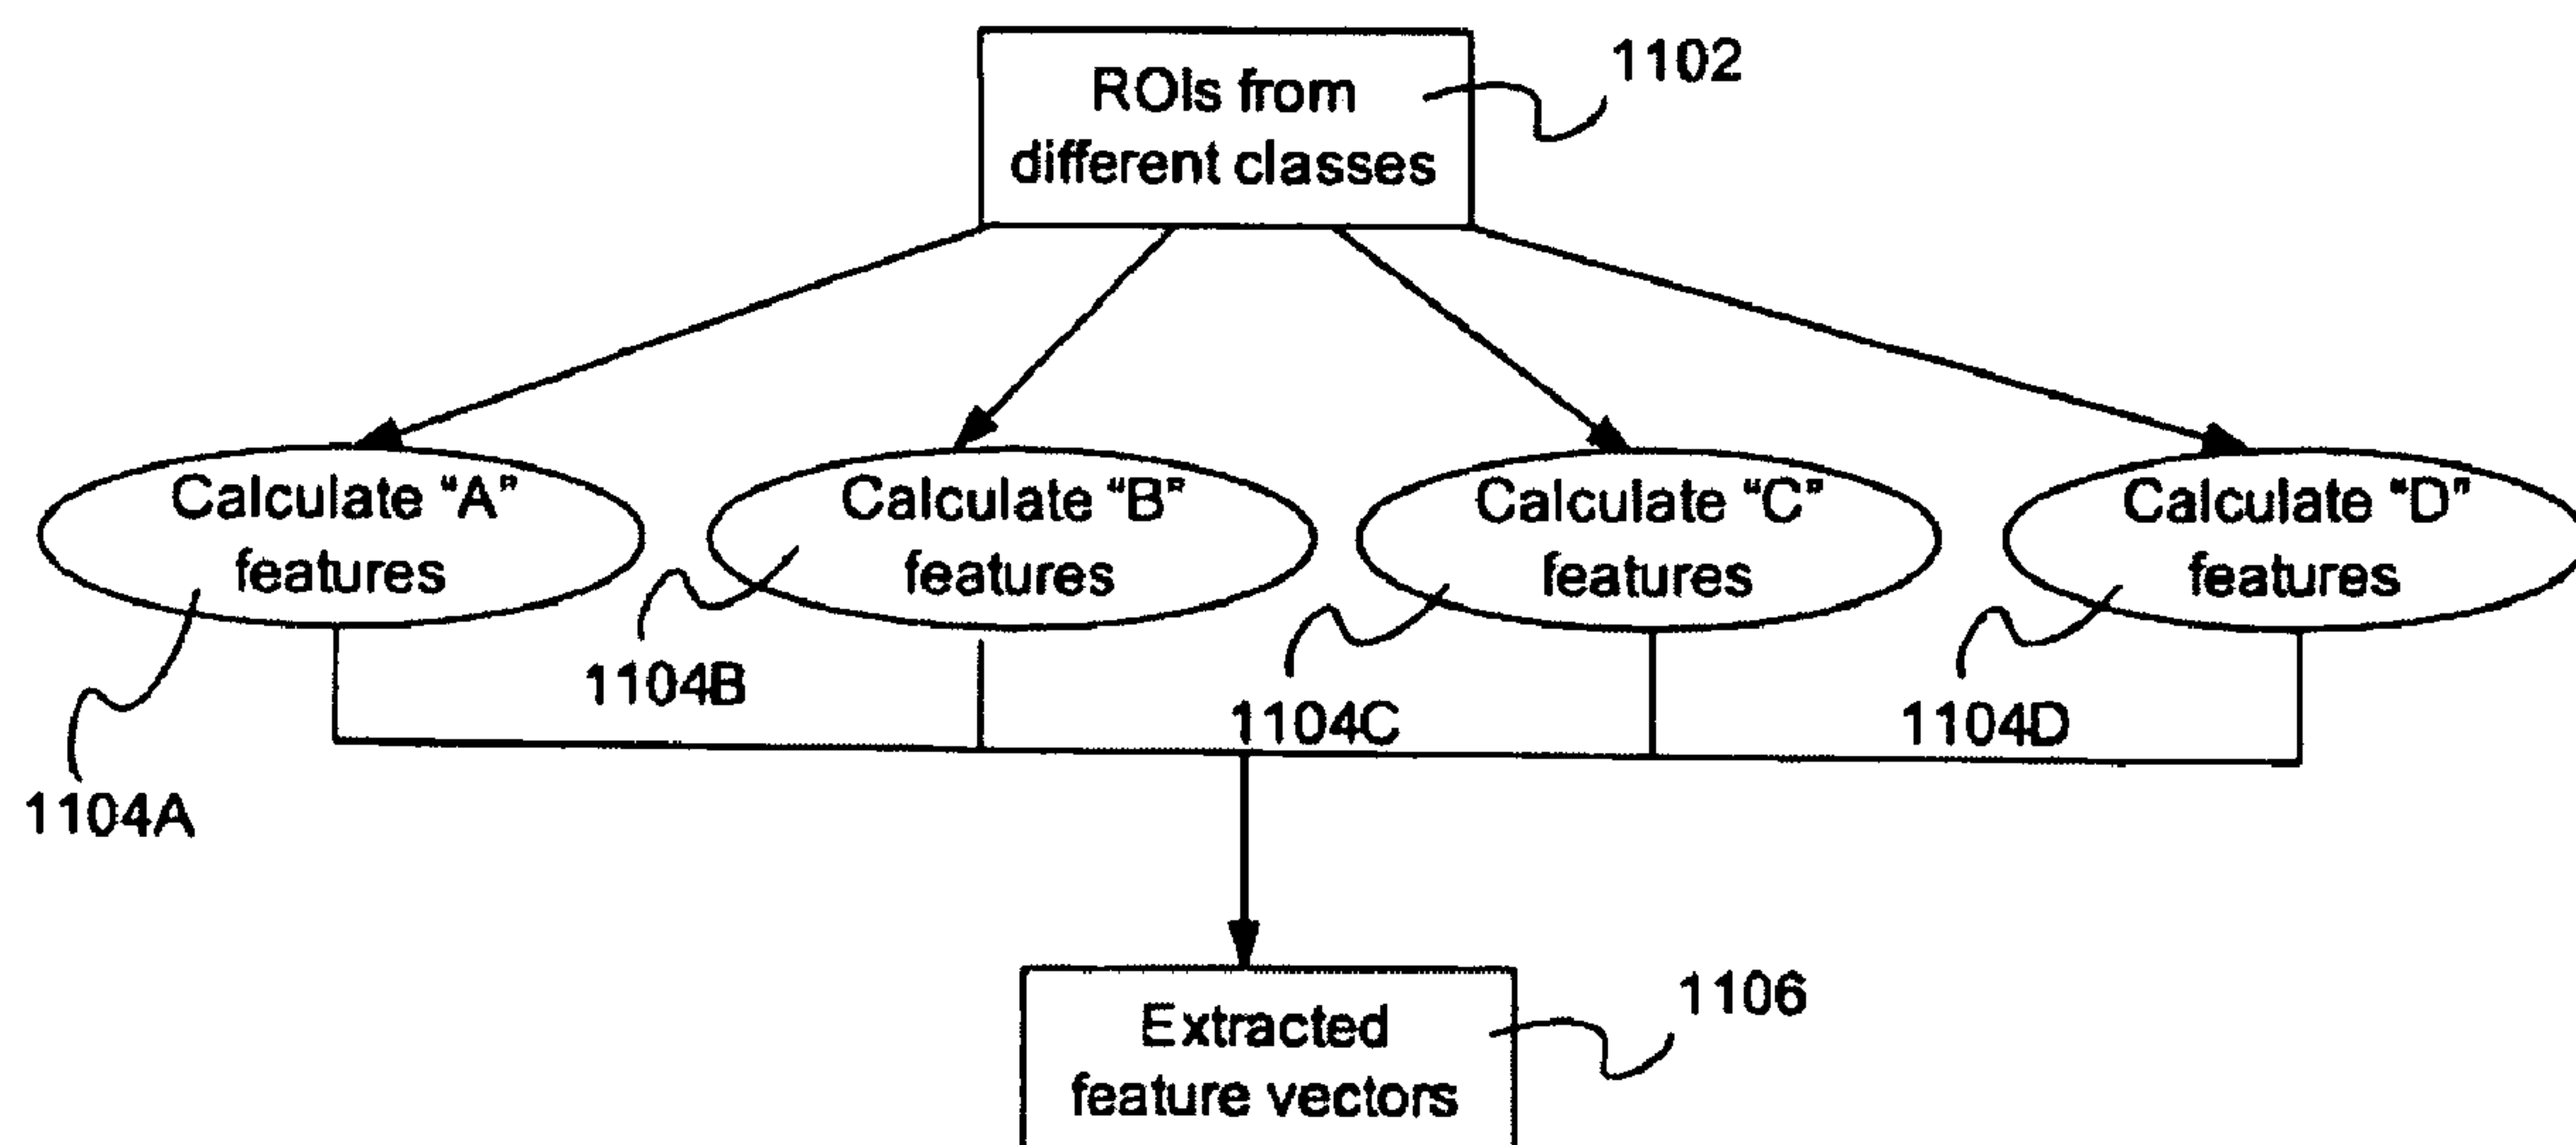 ROIs from
different classes
1102
Calculate “A”
features
Calculate “B”
features
Calculate “C”
features
Calculate “D”
features
1104A
1104B
1104C
1104D
Extracted
feature vectors
1106